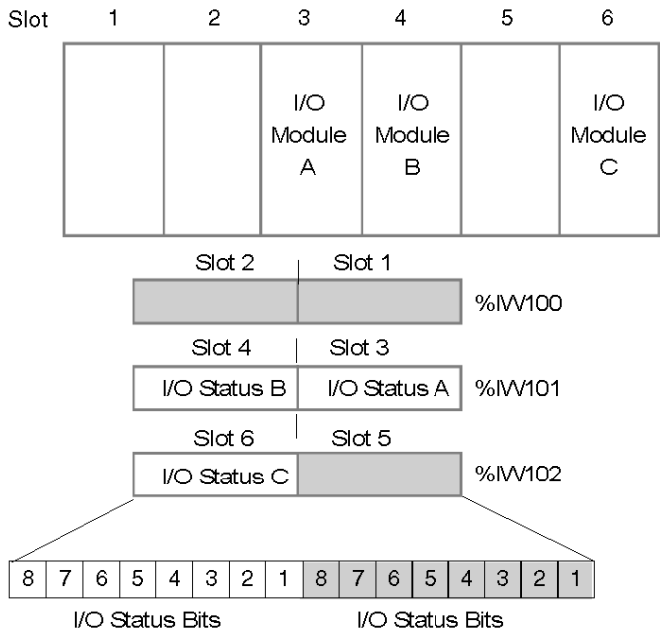 Slot 1 2 3 4 5 6
I/O Module A
I/O Module B
I/O Module C
Slot 2 Slot 1
%IW100
Slot 4 Slot 3
I/O Status B I/O Status A %IW101
Slot 6 Slot 5
I/O Status C %IW102
8 7 6 5 4 3 2 1 8 7 6 5 4 3 2 1
I/O Status Bits I/O Status Bits